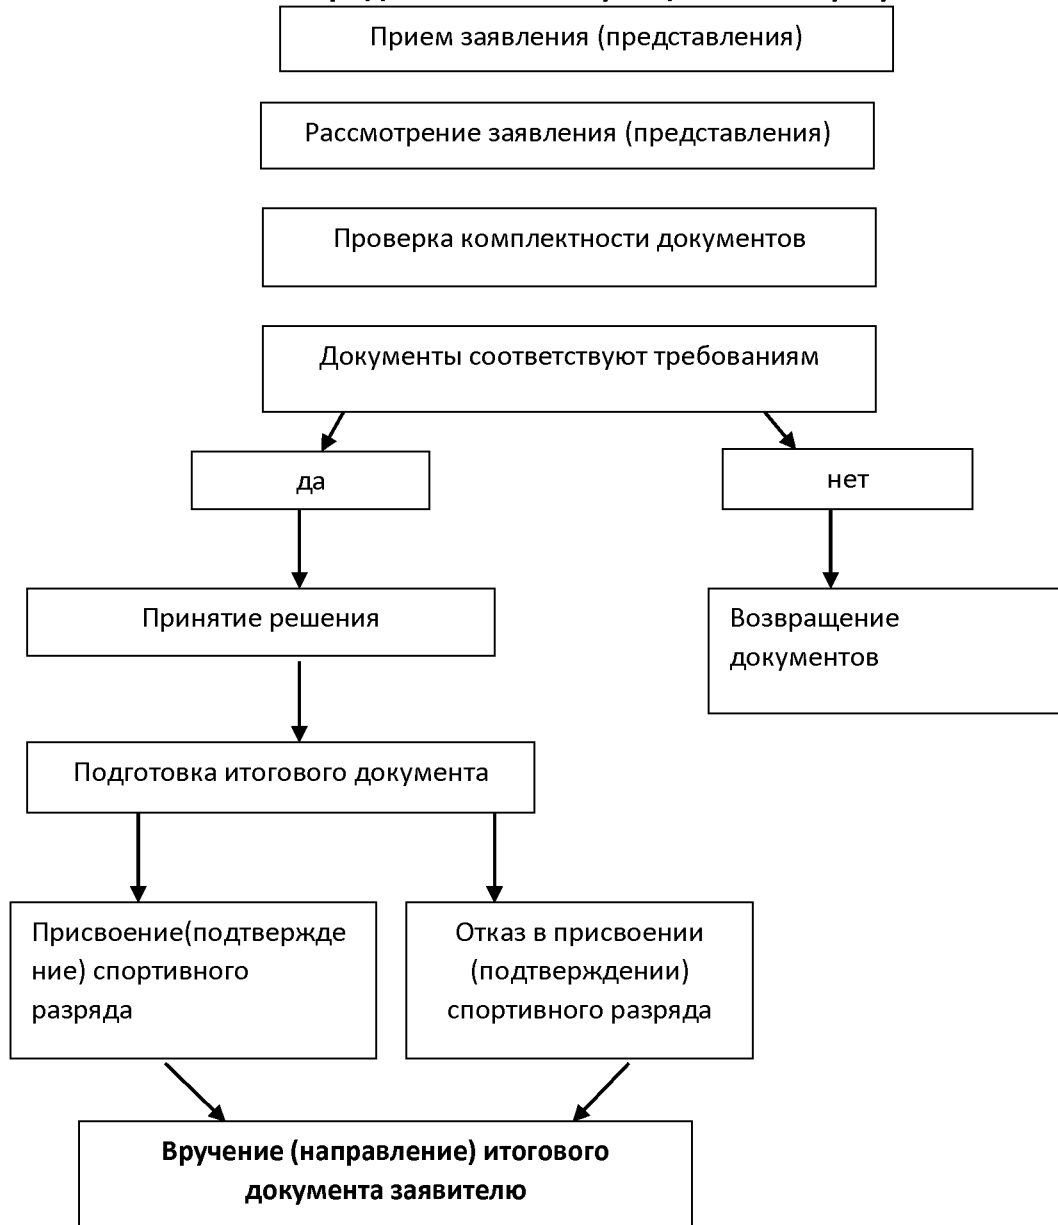 Прием заявления (представления)
Рассмотрение заявления (представления)
Проверка комплектности документов
Документы соответствуют требованиям
да
нет
Принятие решения
Возвращение
документов
Подготовка итогового документа
Присвоение(подтвержде
ние) спортивного
разряда
Отказ в присвоении
(подтверждении)
спортивного разряда
Вручение (направление) итогового
документа заявителю